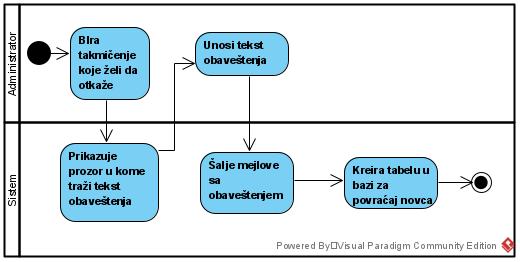 Administrator
BIra
takmičenje
koje želi da
otkaže
Unosi tekst
obaveštenja
Sistem
Prikazuje
prozor u kome
traži tekst
obaveštenja
Šalje mejlove
sa
obaveštenjem
Kreira tabelu u
bazi za
povraćaj novca
Powered By□Visual Paradigm Community Edition